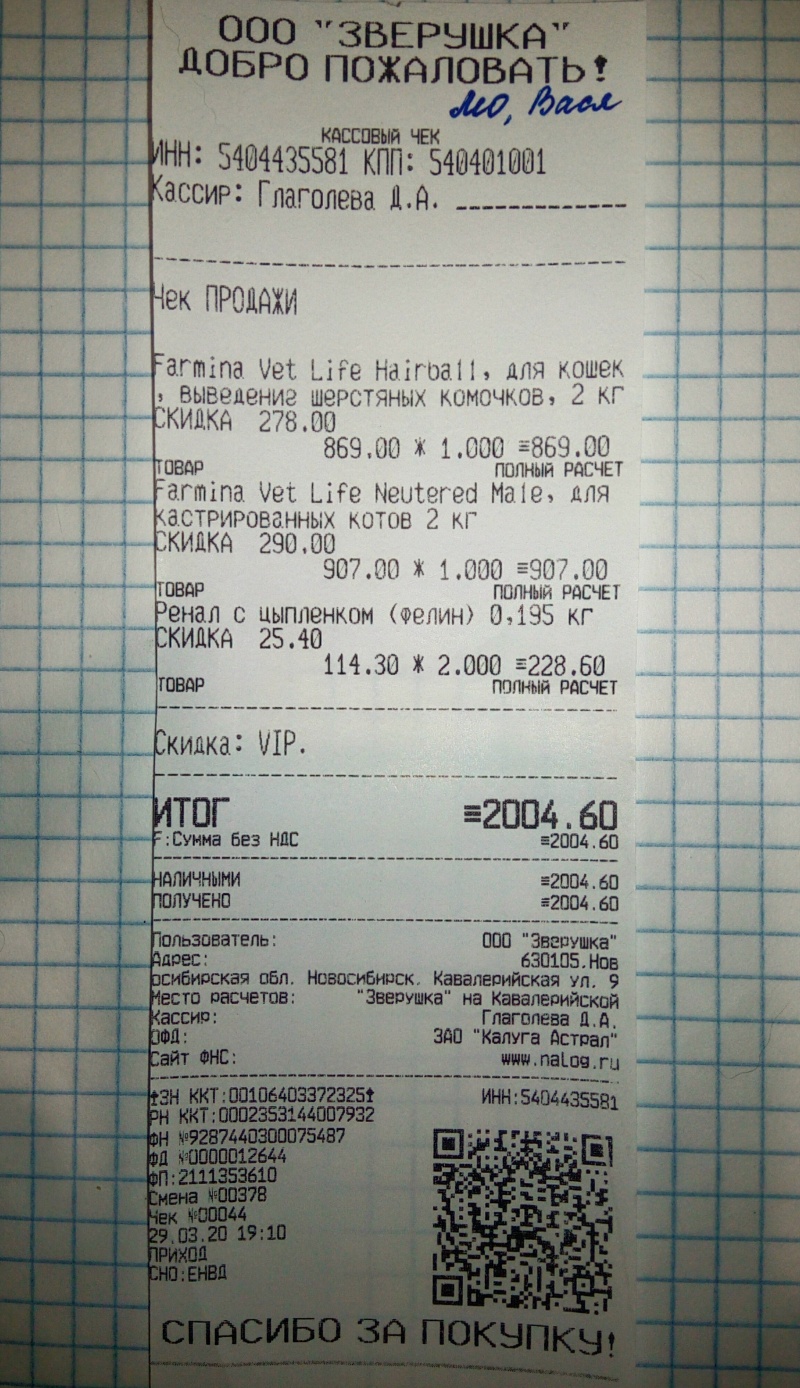 ООО "ЗВЕРУШКА"
ДОБРО ПОЖАЛОВАТЬ!
МО, Вася
КАССОВЫЙ ЧЕК
ИНН: 5404435581 КПП: 540401001
Кассир: Глаголева Д.А. _____________
Чек ПРОДАЖИ
Farmina Vet Life Hairball, для кошек
, выведение шерстяных комочков, 2 кг
СКИДКА 278.00
869.00 * 1.000 ≡869.00
ТОВАР ПОЛНЫЙ РАСЧЕТ
Farmina Vet Life Neutered Male, для
кастрированных котов 2 кг
СКИДКА 290.00
907.00 * 1.000 ≡907.00
ТОВАР ПОЛНЫЙ РАСЧЕТ
Ренал с цыпленком (фелин) 0,195 кг
СКИДКА 25.40
114.30 * 2.000 ≡228.60
ТОВАР ПОЛНЫЙ РАСЧЕТ
Скидка: VIP.
ИТОГ ≡2004.60
F:Сумма без НДС ≡2004.60
НАЛИЧНЫМИ ≡2004.60
ПОЛУЧЕНО ≡2004.60
Пользователь: ООО "Зверушка"
Адрес: 630105.Нов
осибирская обл. Новосибирск. Кавалерийская ул. 9
Место расчетов: "Зверушка" на Кавалерийской
Кассир: Глаголева Д.А.
ОФД: ЗАО "Калуга Астрал"
Сайт ФНС: www.nalog.ru
↑ЗН ККТ:00106403372325↑ ИНН:5404435581
РН ККТ:0002353144007932
ФН №9287440300075487
ФД №0000012644
ФП:2111353610
Смена №00378
Чек №00044
29.03.20 19:10
ПРИХОД
СНО:ЕНВД
СПАСИБО ЗА ПОКУПКУ!